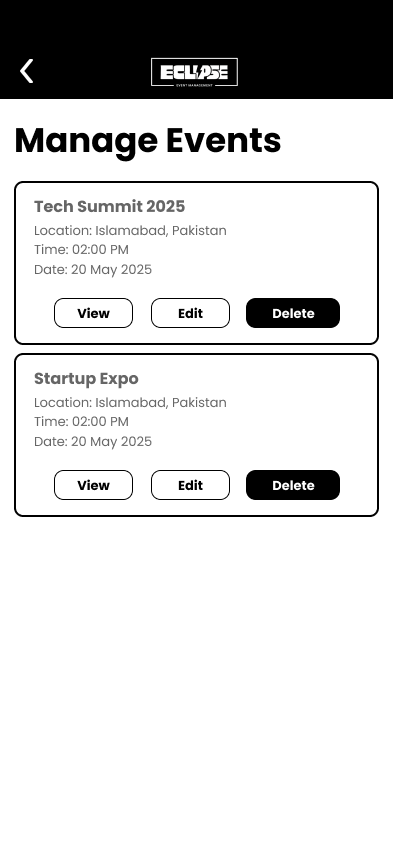 ECLIPSE
EVENT MANAGEMENT
Manage Events
Tech Summit 2025
Location: Islamabad, Pakistan
Time: 02:00 PM
Date: 20 May 2025
View Edit Delete
Startup Expo
Location: Islamabad, Pakistan
Time: 02:00 PM
Date: 20 May 2025
View Edit Delete